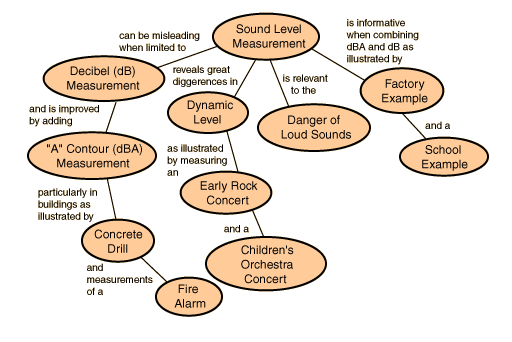 Sound Level
Measurement
can be misleading
when limited to
is informative
when combining
dBA and dB as
illustrated by
Decibel (dB)
Measurement
reveals great
diggerences in
is relevant
to the
Factory
Example
and is improved
by adding
Dynamic
Level
Danger of
Loud Sounds
and a
School
Example
"A" Contour (dBA)
Measurement
as illustrated
by measuring
an
particularly in
buildings as
illustrated by
Early Rock
Concert
and a
Concrete
Drill
Children's
Orchestra
Concert
and
measurements
of a
Fire
Alarm